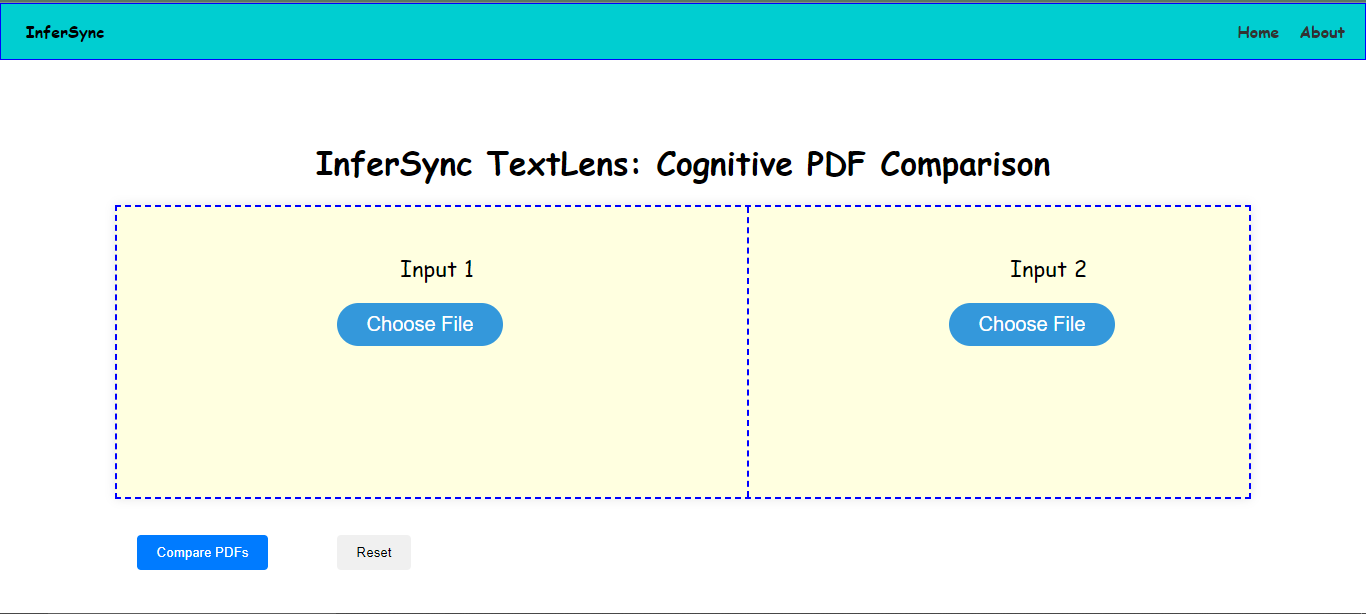 InferSync Home About
InferSync TextLens: Cognitive PDF Comparison
Input 1 Input 2
Choose File Choose File
Compare PDFs Reset